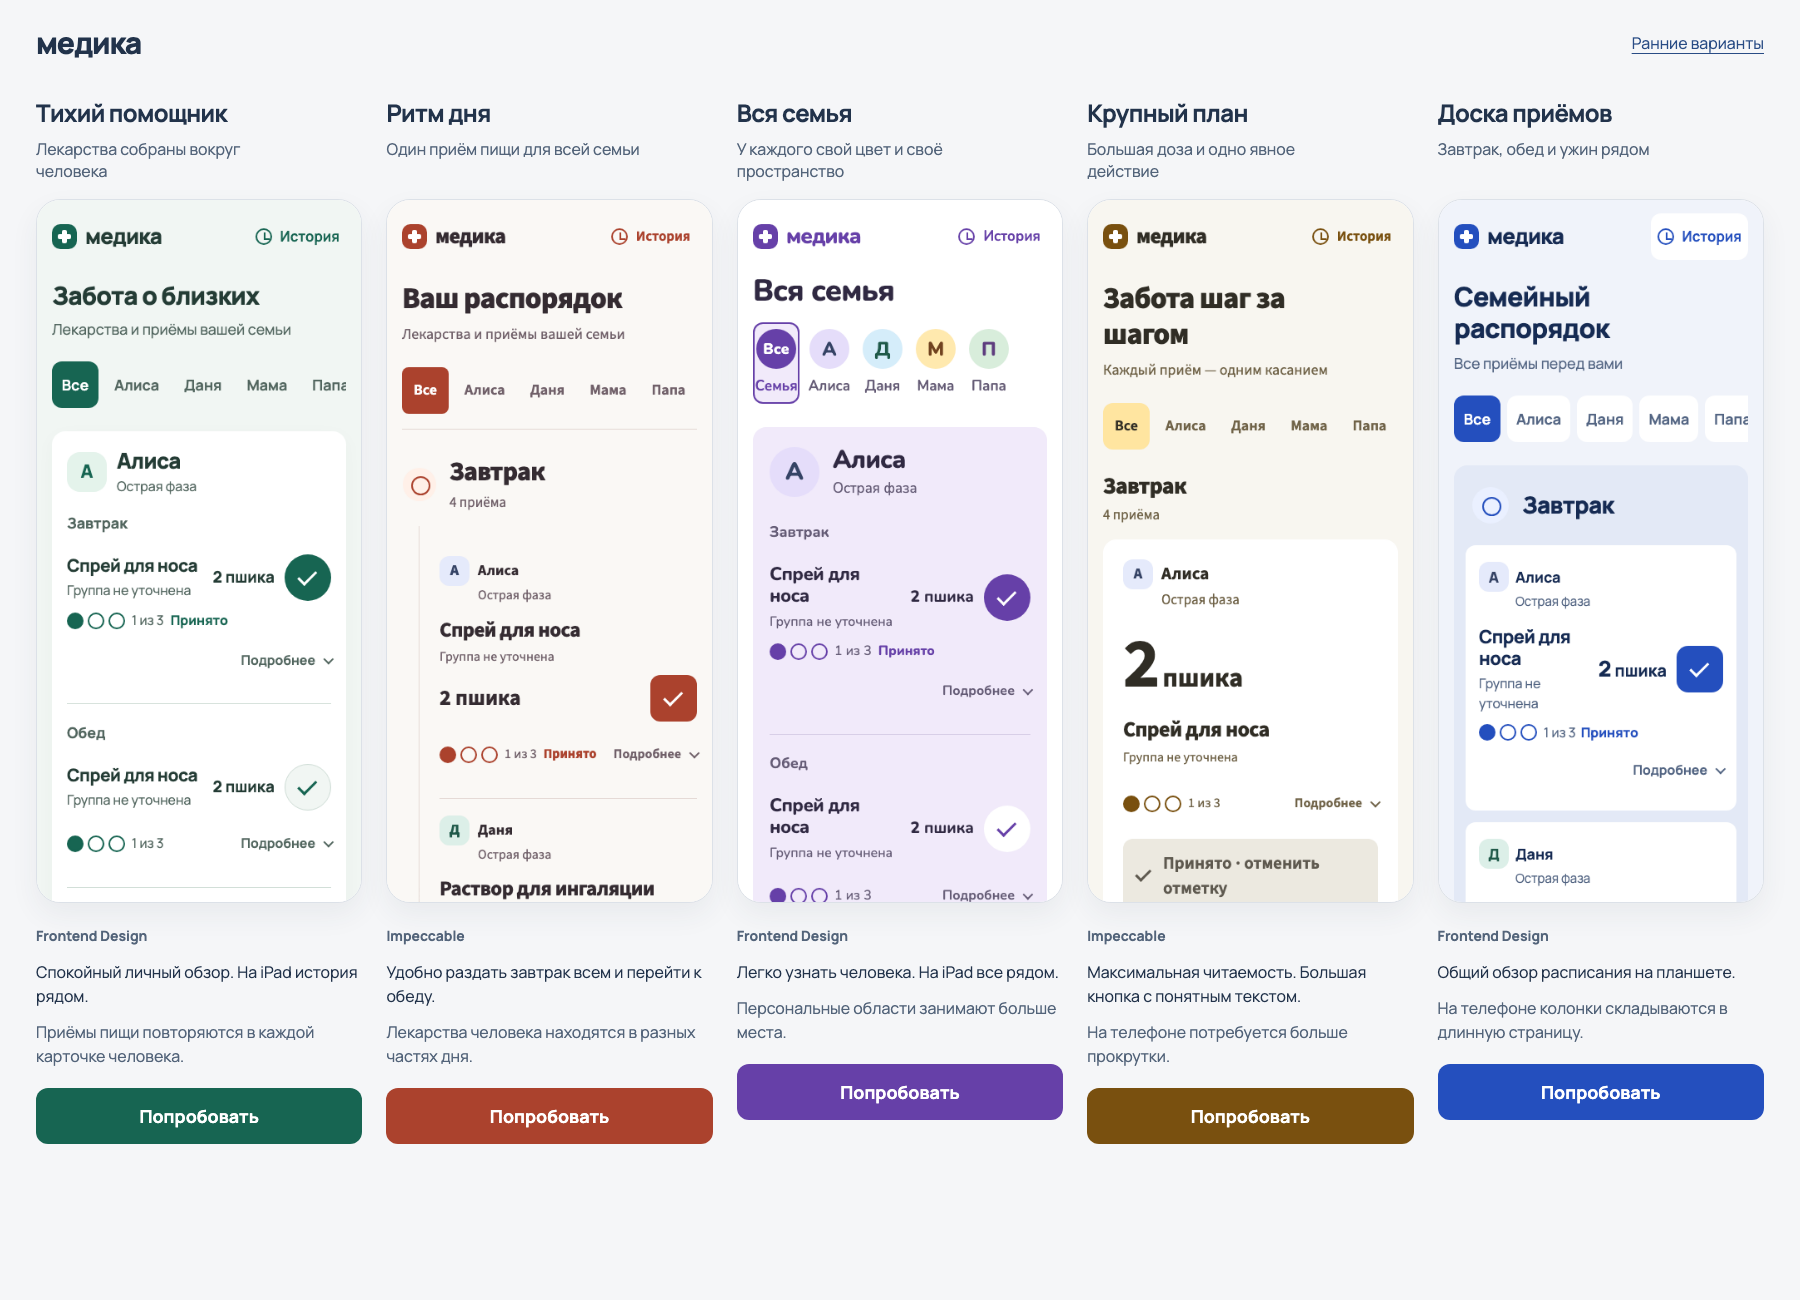 медика
Ранние варианты
Тихий помощник
Лекарства собраны вокруг
человека
медика
История
Забота о близких
Лекарства и приёмы вашей семьи
Все
Алиса
Даня
Мама
Папа
А
Алиса
Острая фаза
Завтрак
Спрей для носа
Группа не уточнена
2 пшика
1 из 3 Принято
Подробнее
Обед
Спрей для носа
Группа не уточнена
2 пшика
1 из 3
Подробнее
Frontend Design
Спокойный личный обзор. На iPad история
рядом.
Приёмы пищи повторяются в каждой
карточке человека.
Попробовать
Ритм дня
Один приём пищи для всей семьи
медика
История
Ваш распорядок
Лекарства и приёмы вашей семьи
Все
Алиса
Даня
Мама
Папа
Завтрак
4 приёма
А
Алиса
Острая фаза
Спрей для носа
Группа не уточнена
2 пшика
1 из 3 Принято
Подробнее
Д
Даня
Острая фаза
Раствор для ингаляции
Impeccable
Удобно раздать завтрак всем и перейти к
обеду.
Лекарства человека находятся в разных
частях дня.
Попробовать
Вся семья
У каждого свой цвет и своё
пространство
медика
История
Вся семья
Все
А
Д
М
П
Семья
Алиса
Даня
Мама
Папа
А
Алиса
Острая фаза
Завтрак
Спрей для
носа
Группа не уточнена
2 пшика
1 из 3 Принято
Подробнее
Обед
Спрей для
носа
Группа не уточнена
2 пшика
1 из 3
Подробнее
Frontend Design
Легко узнать человека. На iPad все рядом.
Персональные области занимают больше
места.
Попробовать
Крупный план
Большая доза и одно явное
действие
медика
История
Забота шаг за
шагом
Каждый приём — одним касанием
Все
Алиса
Даня
Мама
Папа
Завтрак
4 приёма
А
Алиса
Острая фаза
2 пшика
Спрей для носа
Группа не уточнена
1 из 3
Подробнее
Принято · отменить
отметку
Impeccable
Максимальная читаемость. Большая
кнопка с понятным текстом.
На телефоне потребуется больше
прокрутки.
Попробовать
Доска приёмов
Завтрак, обед и ужин рядом
медика
История
Семейный
распорядок
Все приёмы перед вами
Все
Алиса
Даня
Мама
Папа
Завтрак
А
Алиса
Острая фаза
Спрей для
носа
Группа не
уточнена
2 пшика
1 из 3 Принято
Подробнее
Д
Даня
Острая фаза
Frontend Design
Общий обзор расписания на планшете.
На телефоне колонки складываются в
длинную страницу.
Попробовать